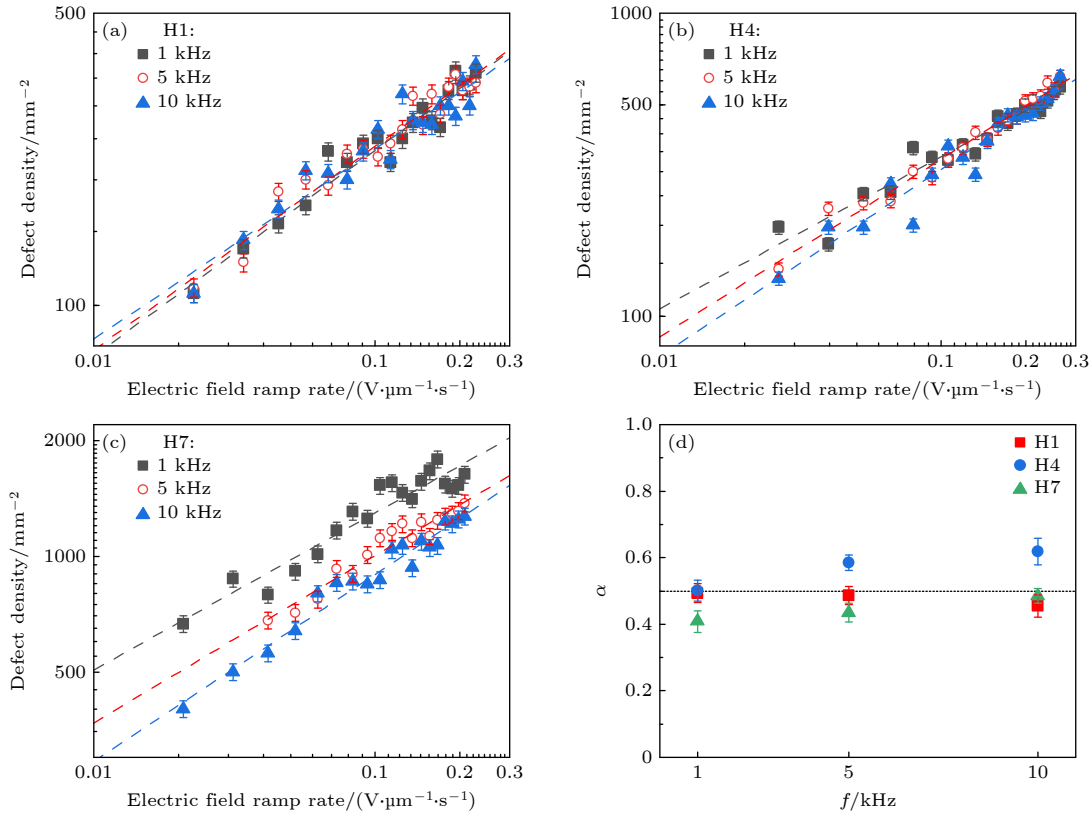 (a)
H1:
1 kHz
5 kHz
10 kHz
500
100
0.01
0.1
0.3
Defect density/mm⁻²
Electric field ramp rate/(V·μm⁻¹·s⁻¹)
(b)
H4:
1 kHz
5 kHz
10 kHz
1000
500
100
0.01
0.1
0.2
0.3
Defect density/mm⁻²
Electric field ramp rate/(V·μm⁻¹·s⁻¹)
(c)
H7:
1 kHz
5 kHz
10 kHz
2000
1000
500
0.01
0.1
0.2
0.3
Defect density/mm⁻²
Electric field ramp rate/(V·μm⁻¹·s⁻¹)
(d)
H1
H4
H7
1.0
0.8
0.6
0.4
0.2
0
1
5
10
α
f/kHz